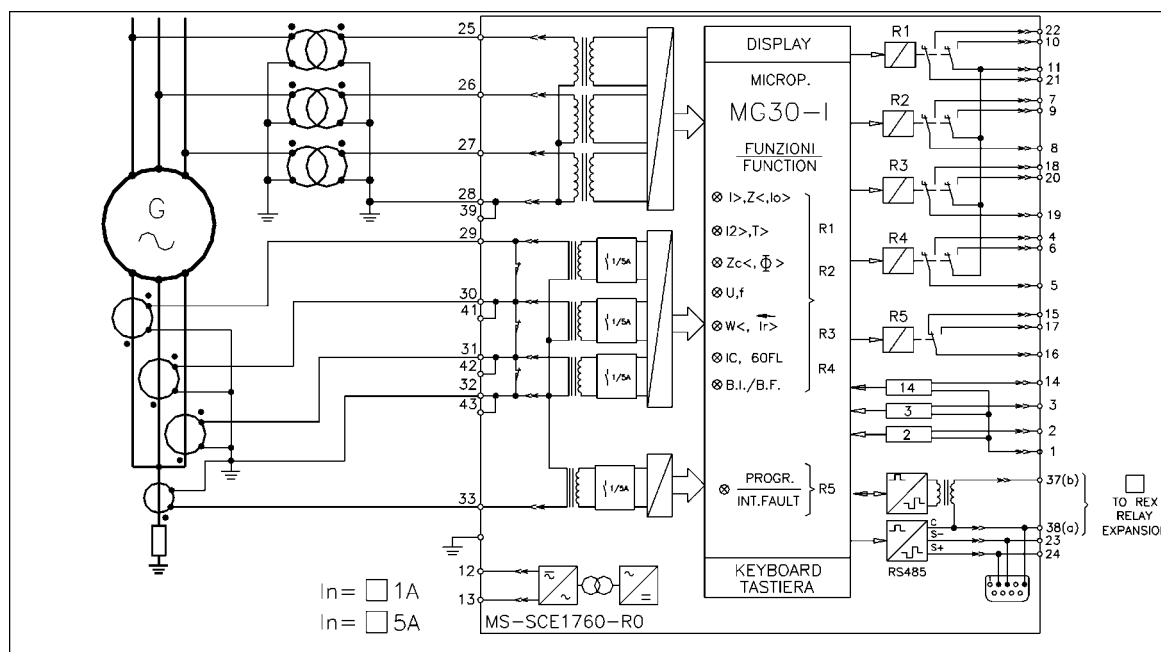 25
26
27
28
39
29
30
41
31
42
32
43
33
12
13
G
In= 1A
In= 5A
MS-SCE1760-R0
1/5A
1/5A
1/5A
1/5A
DISPLAY
MICROP.
MG30-I
FUNZIONI
FUNCTION
I>,Z<,Io>
I2>,T>
Zc<, Φ>
U,f
W<, Ir>
IC, 60FL
B.I./B.F.
R1
R2
R3
R4
PROGR.
INT.FAULT
R5
KEYBOARD
TASTIERA
R1
R2
R3
R4
R5
22
10
11
21
7
9
8
18
20
19
4
6
5
15
17
16
14
14
3
3
2
2
1
37(b)
38(a)
C
S-
23
S+
24
RS485
TO REX
RELAY
EXPANSION